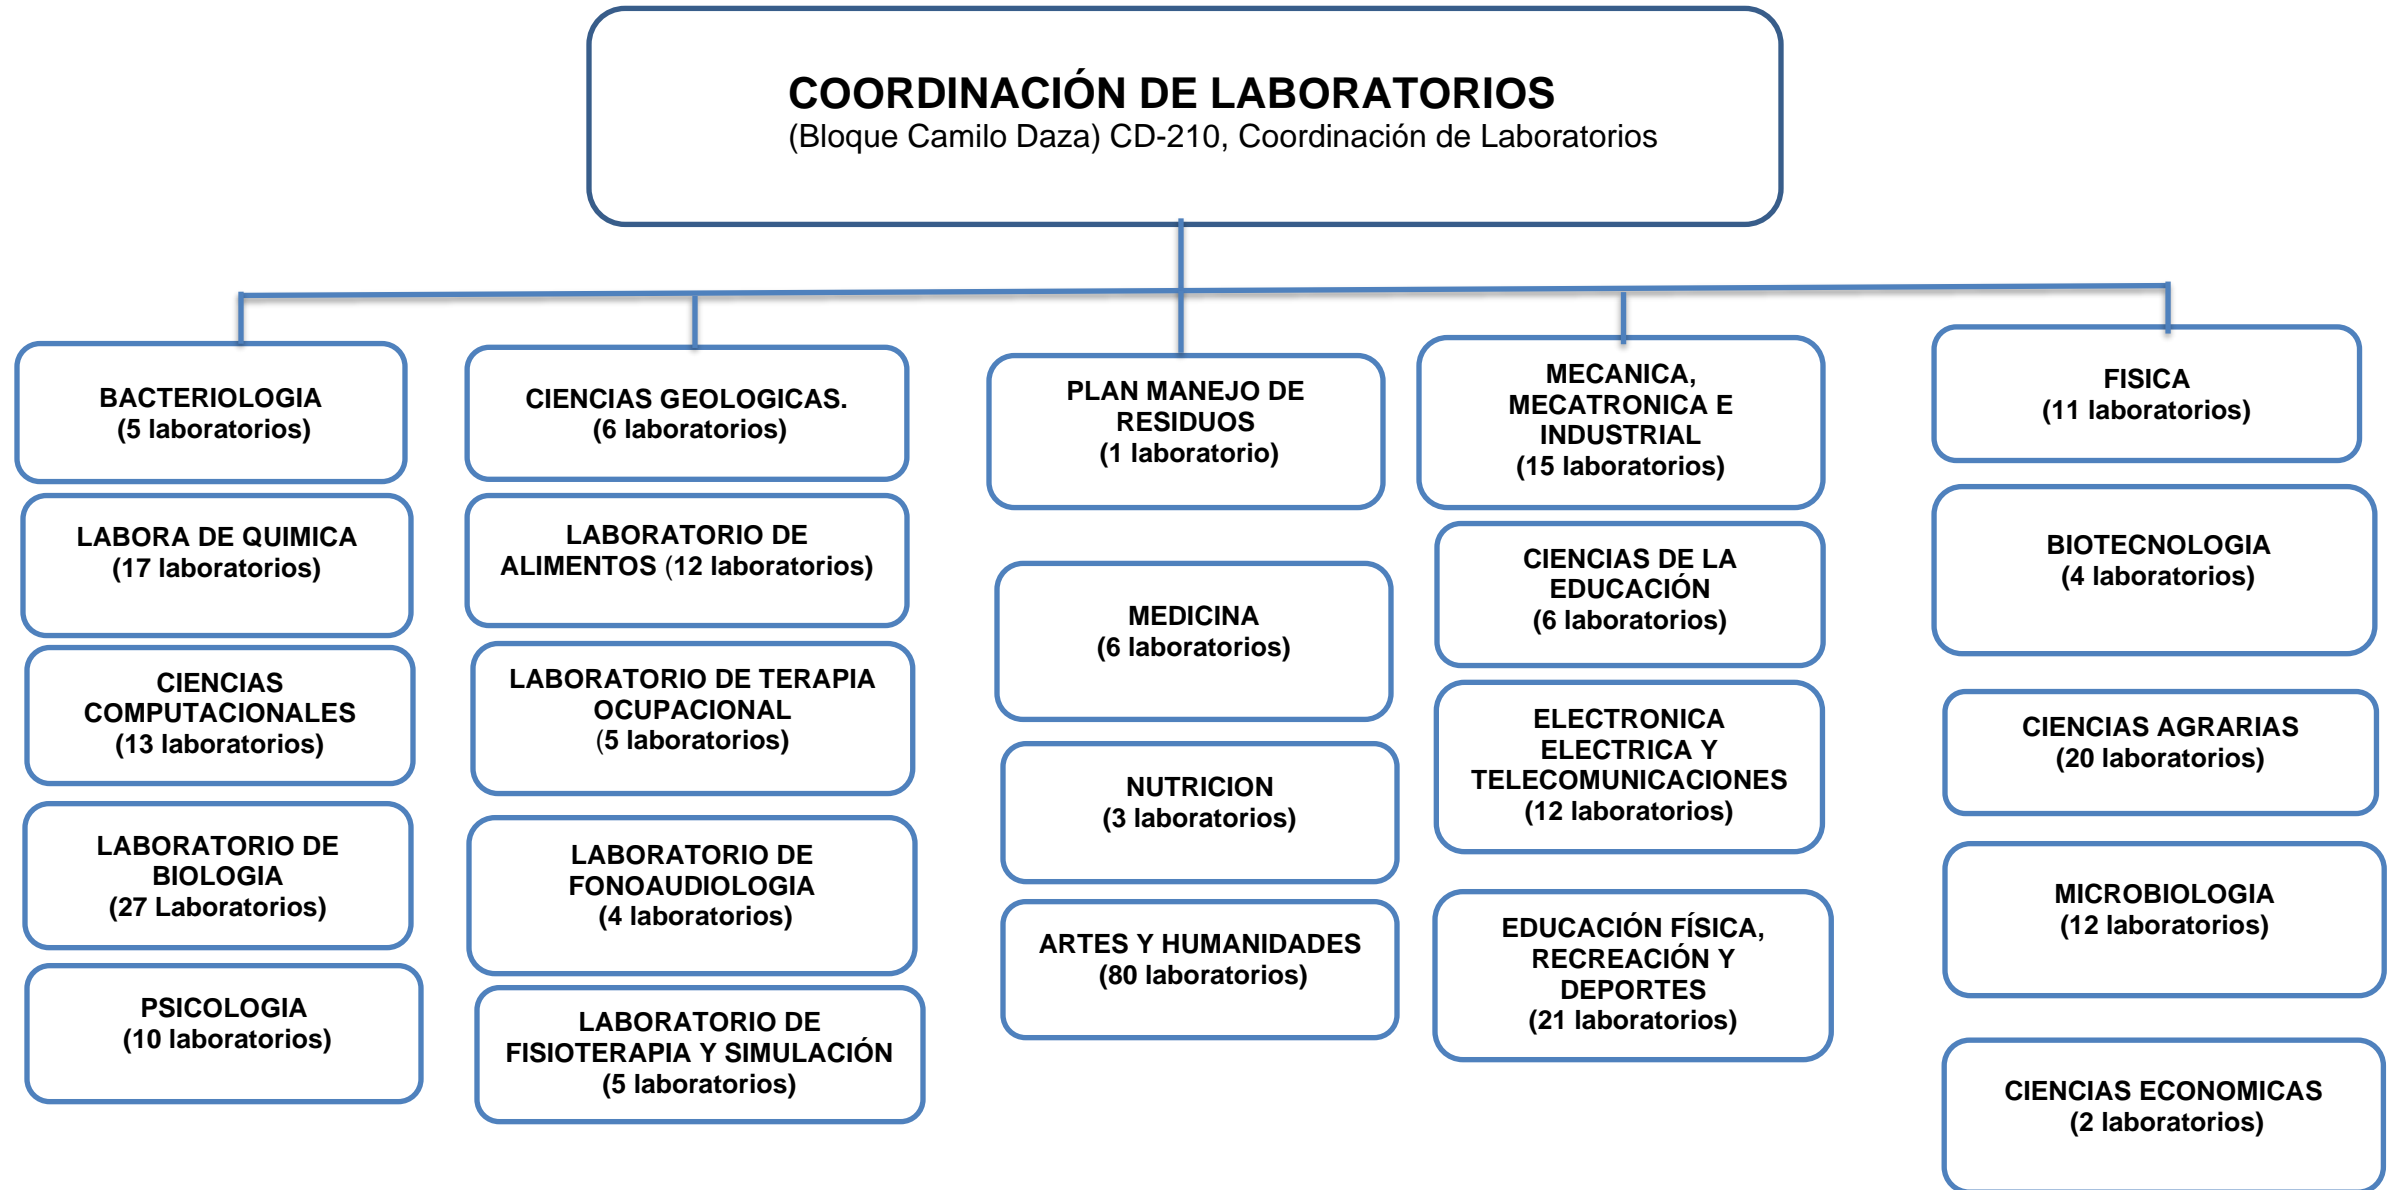 COORDINACIÓN DE LABORATORIOS
(Bloque Camilo Daza) CD-210, Coordinación de Laboratorios
BACTERIOLOGIA
(5 laboratorios)
LABORA DE QUIMICA
(17 laboratorios)
CIENCIAS
COMPUTACIONALES
(13 laboratorios)
LABORATORIO DE
BIOLOGIA
(27 Laboratorios)
PSICOLOGIA
(10 laboratorios)
CIENCIAS GEOLOGICAS.
(6 laboratorios)
LABORATORIO DE
ALIMENTOS (12 laboratorios)
LABORATORIO DE TERAPIA
OCUPACIONAL
(5 laboratorios)
LABORATORIO DE
FONOAUDIOLOGIA
(4 laboratorios)
LABORATORIO DE
FISIOTERAPIA Y SIMULACIÓN
(5 laboratorios)
PLAN MANEJO DE
RESIDUOS
(1 laboratorio)
MEDICINA
(6 laboratorios)
NUTRICION
(3 laboratorios)
ARTES Y HUMANIDADES
(80 laboratorios)
MECANICA,
MECATRONICA E
INDUSTRIAL
(15 laboratorios)
CIENCIAS DE LA
EDUCACIÓN
(6 laboratorios)
ELECTRONICA
ELECTRICA Y
TELECOMUNICACIONES
(12 laboratorios)
EDUCACIÓN FÍSICA,
RECREACIÓN Y
DEPORTES
(21 laboratorios)
FISICA
(11 laboratorios)
BIOTECNOLOGIA
(4 laboratorios)
CIENCIAS AGRARIAS
(20 laboratorios)
MICROBIOLOGIA
(12 laboratorios)
CIENCIAS ECONOMICAS
(2 laboratorios)